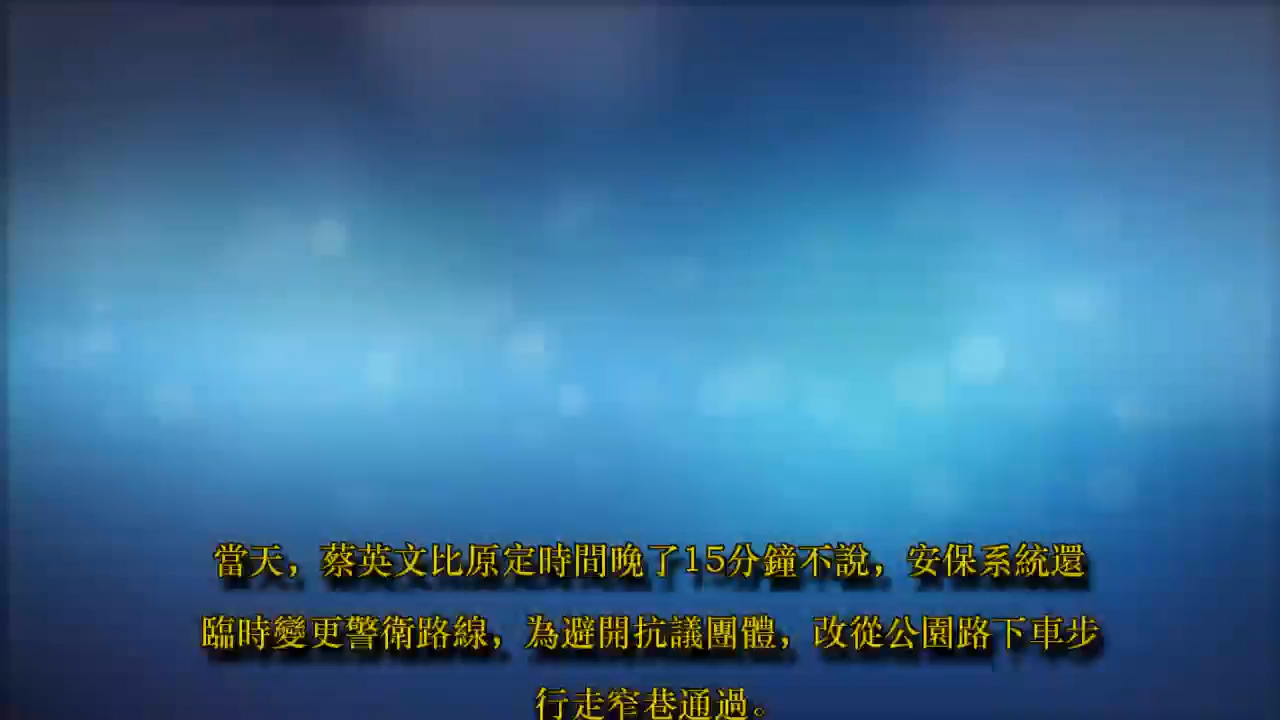 當天，蔡英文比原定時間晚了15分鐘不說，安保系統還
臨時變更警衛路線，為避開抗議團體，改從公園路下車步
行走窄巷通過。